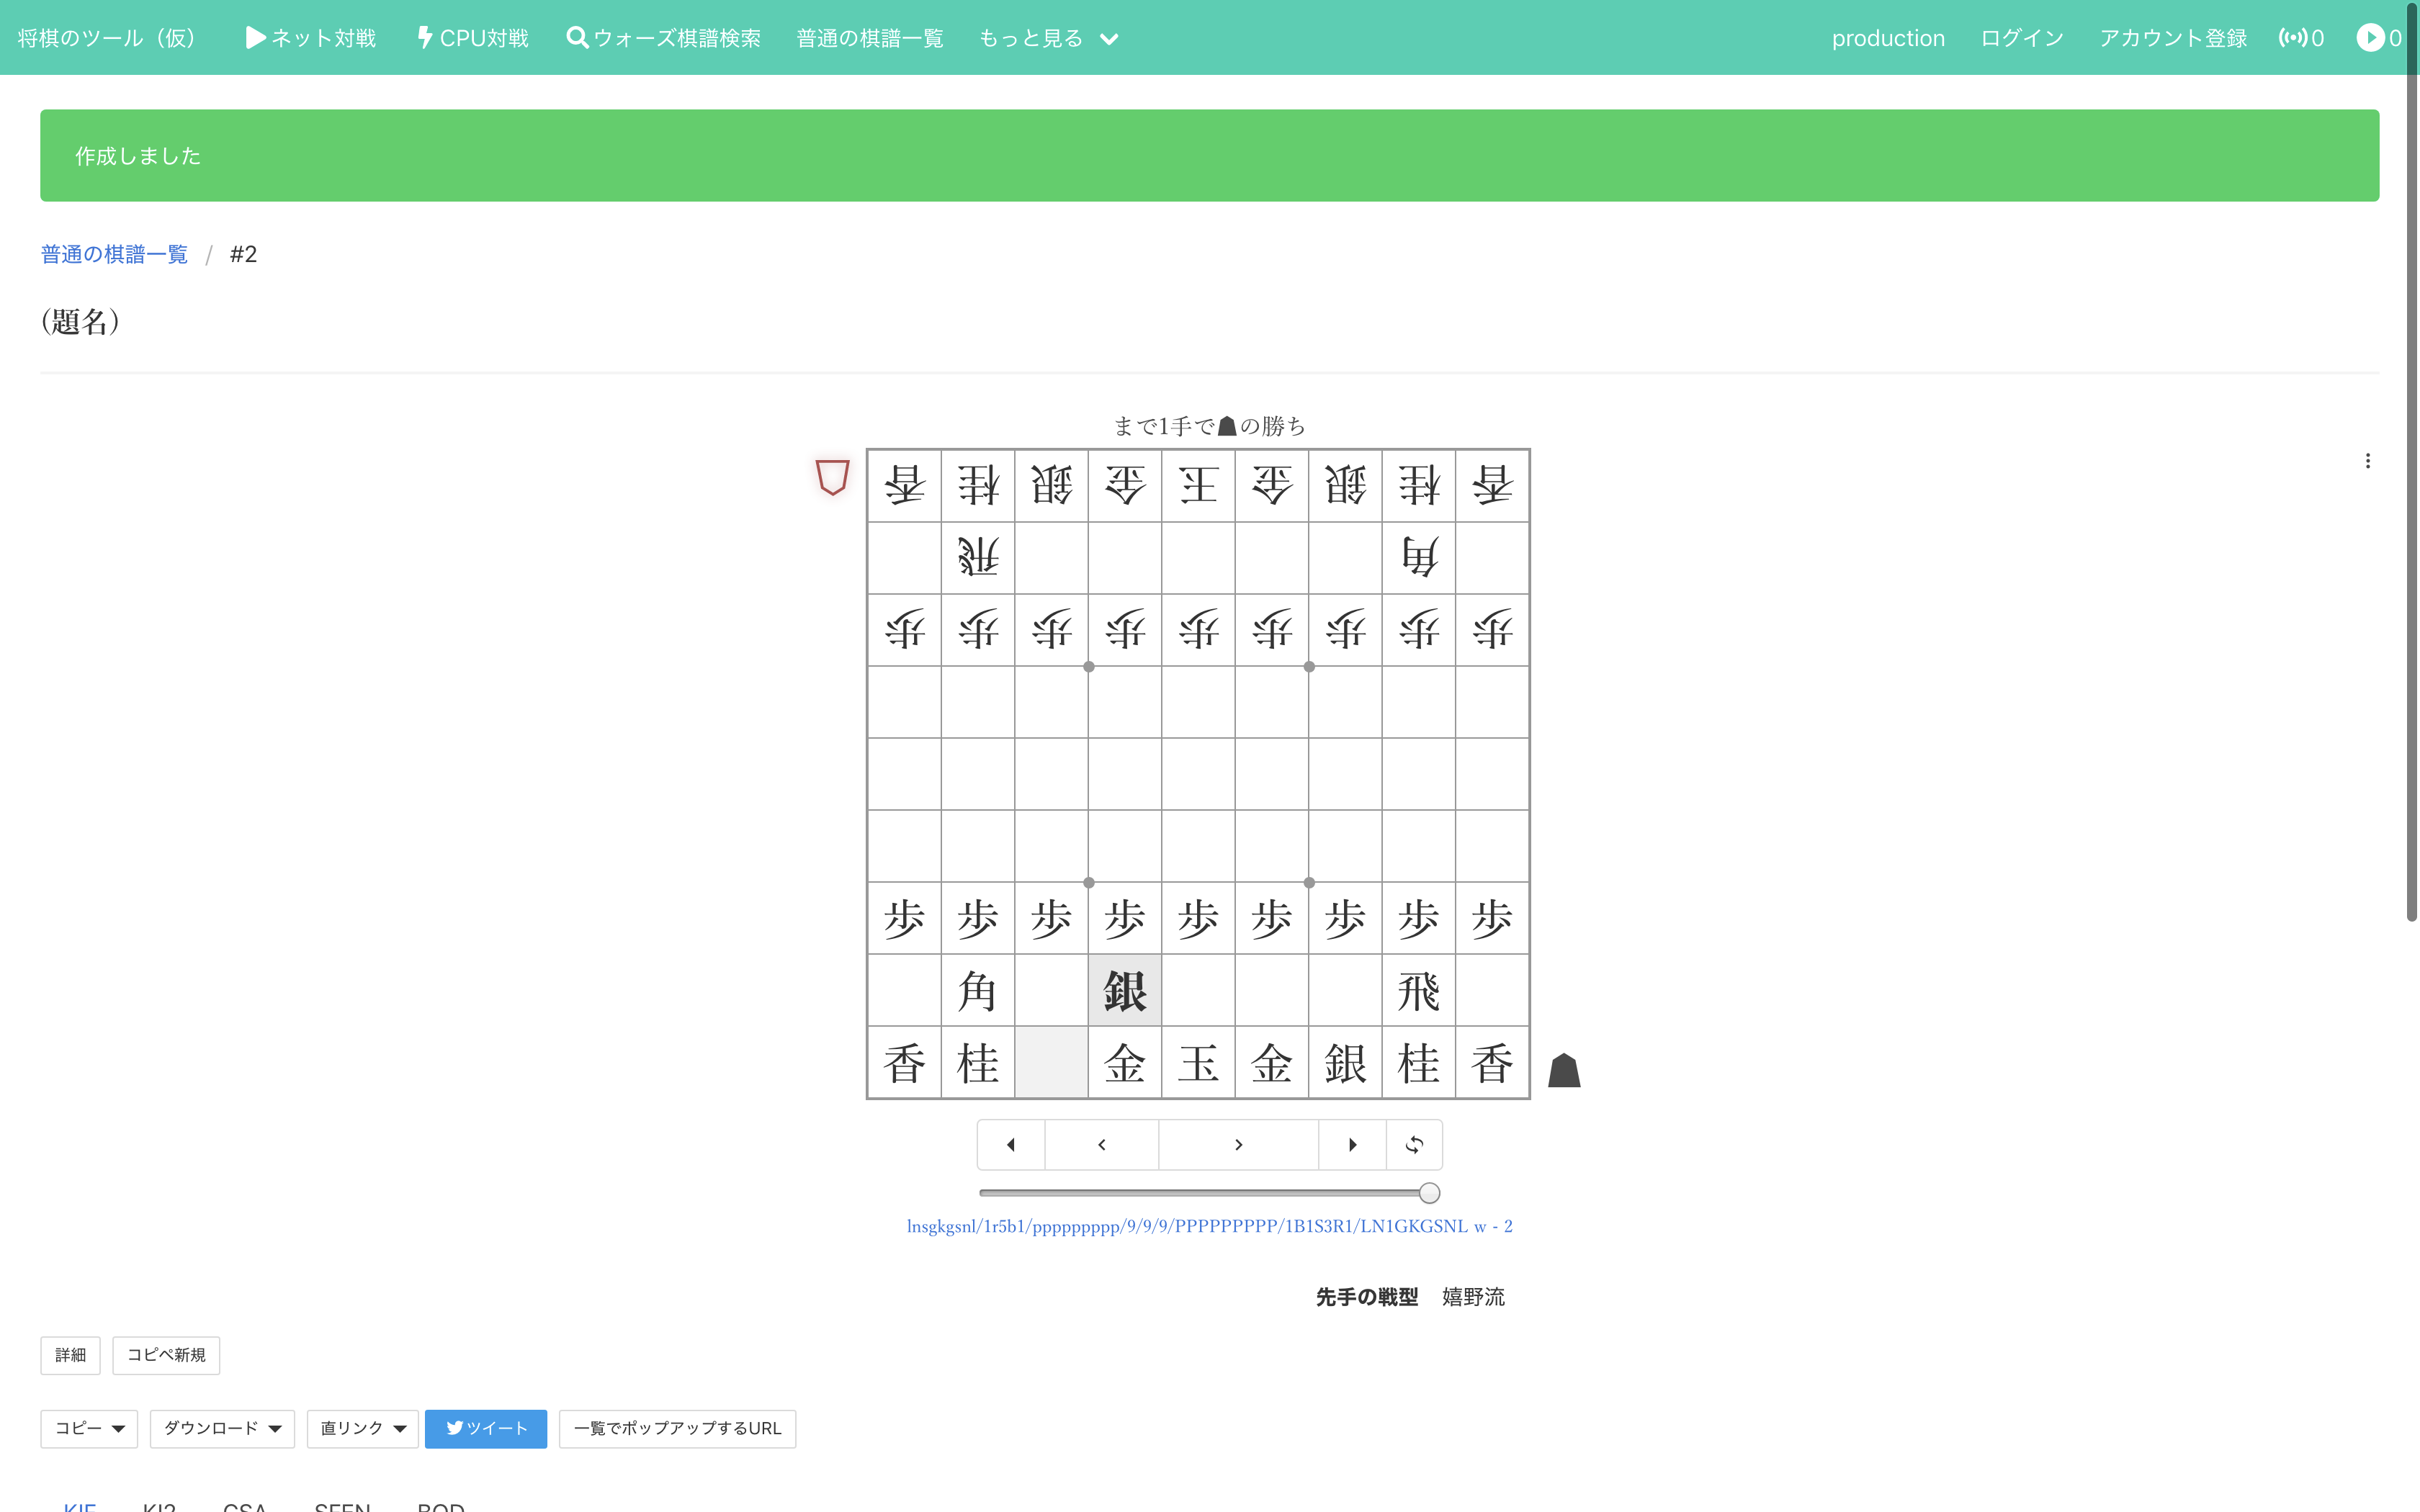 将棋のツール（仮） ネット対戦 CPU対戦 ウォーズ棋譜検索 普通の棋譜一覧 もっと見る production ログイン アカウント登録 0 0
作成しました
普通の棋譜一覧 / #2
(題名)
まで1手での勝ち
香桂銀金王金銀桂香
飛角
歩歩歩歩歩歩歩歩歩
歩歩歩歩歩歩歩歩歩
角銀飛
香桂金玉金銀桂香
lnsgkgsnl/1r5b1/ppppppppp/9/9/9/PPPPPPPPP/1B1S3R1/LN1GKGSNL w - 2
先手の戦型 嬉野流
詳細 コピペ新規
コピー ダウンロード 直リンク ツイート 一覧でポップアップするURL
KIF KI2 CSA SFEN BOD